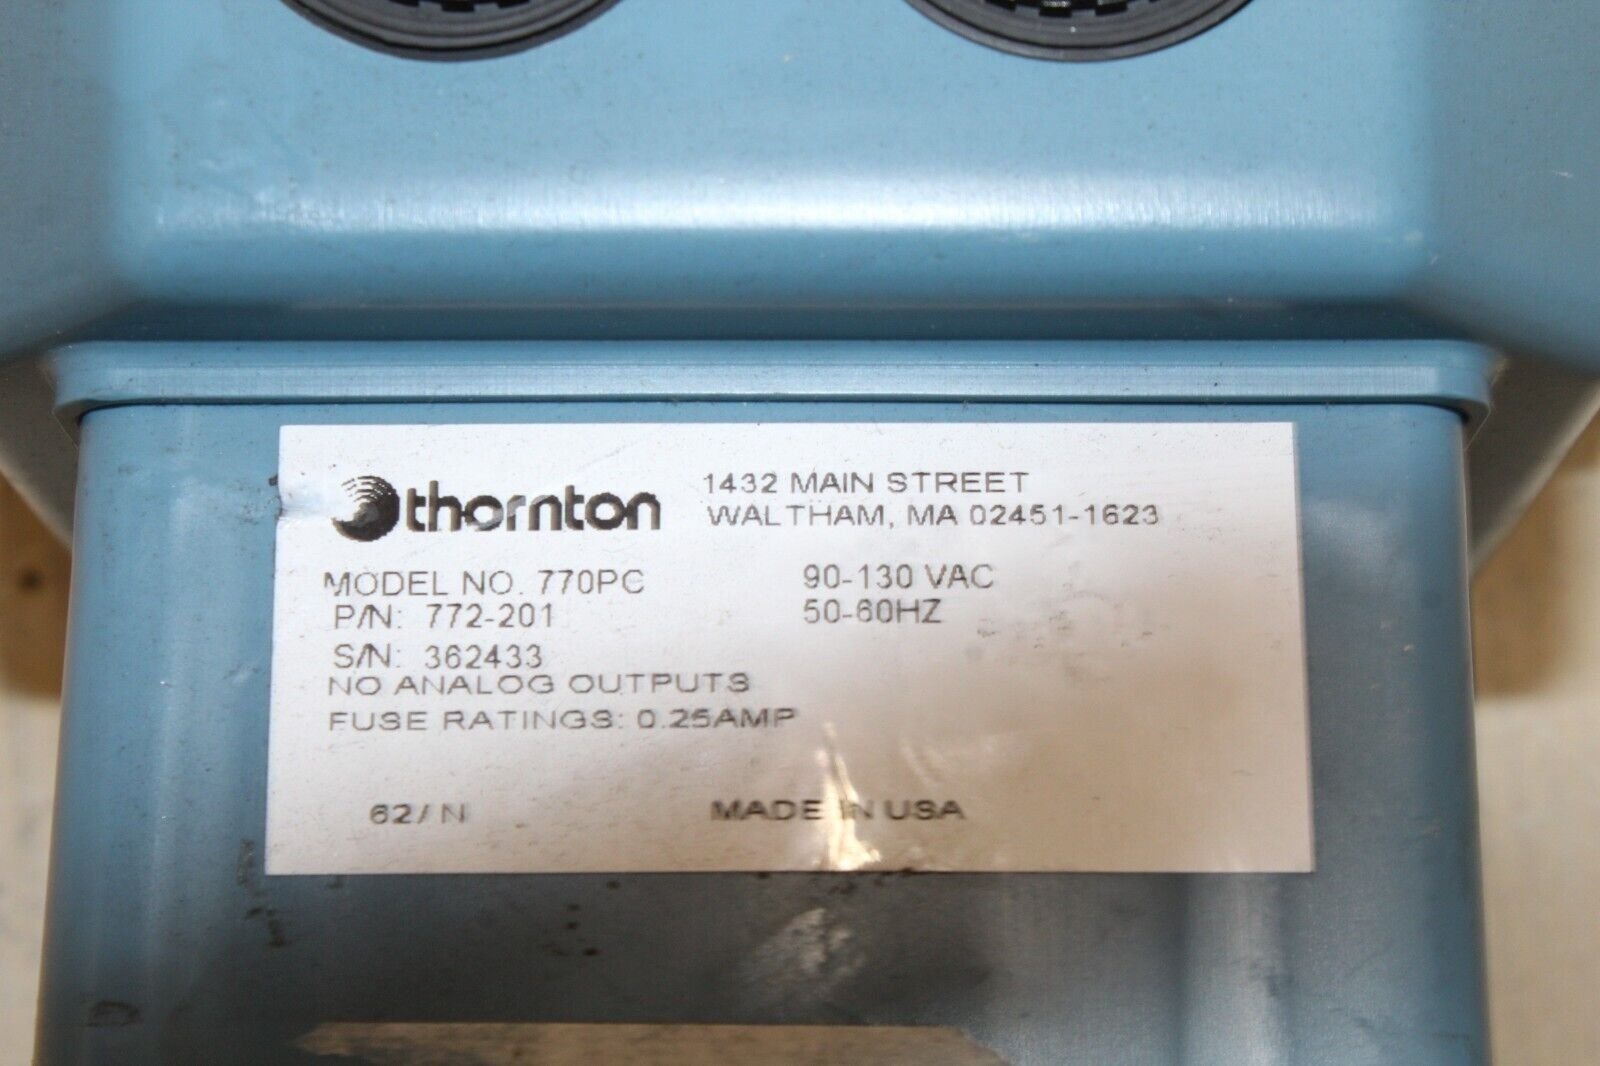 thornton
1432 MAIN STREET
WALTHAM, MA 02451-1623
MODEL NO. 770PC
90-130 VAC
P/N: 772-201
50-60HZ
S/N: 362433
NO ANALOG OUTPUTS
FUSE RATINGS: 0.25AMP
62/ N
MADE IN USA